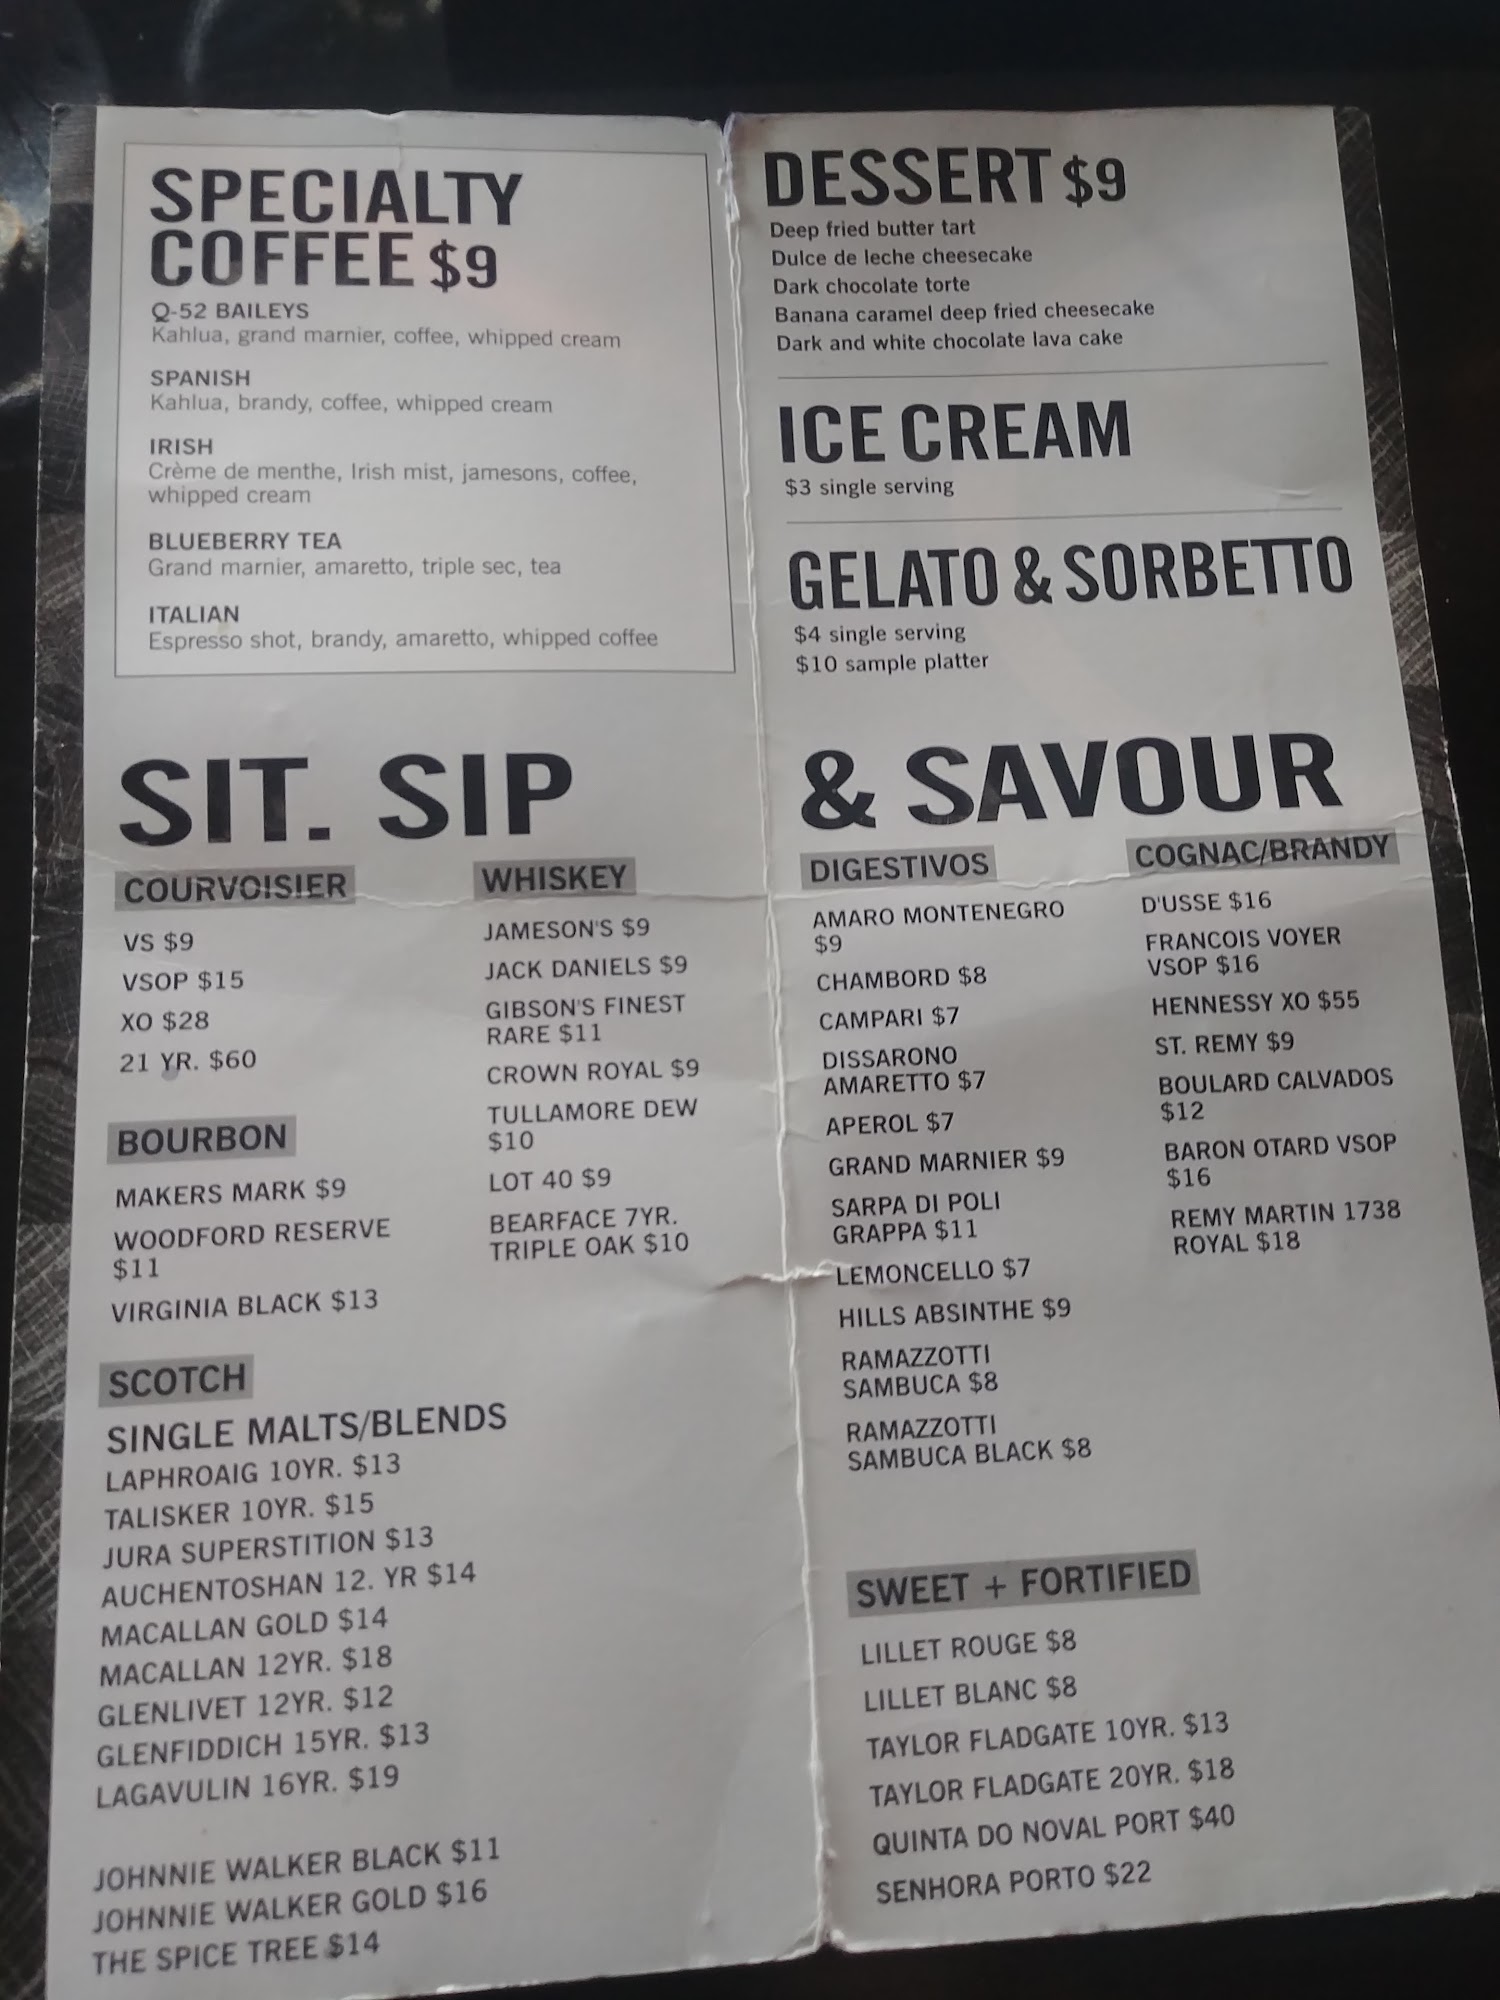 SPECIALTY
COFFEE $9
Q-52 BAILEYS
Kahlua, grand marnier, coffee, whipped cream
SPANISH
Kahlua, brandy, coffee, whipped cream
IRISH
Crème de menthe, Irish mist, jamesons, coffee,
whipped cream
BLUEBERRY TEA
Grand marnier, amaretto, triple sec, tea
ITALIAN
Espresso shot, brandy, amaretto, whipped coffee
DESSERT $9
Deep fried butter tart
Dulce de leche cheesecake
Dark chocolate torte
Banana caramel deep fried cheesecake
Dark and white chocolate lava cake
ICE CREAM
$3 single serving
GELATO & SORBETTO
$4 single serving
$10 sample platter
SIT. SIP & SAVOUR
COURVOISIER
VS $9
VSOP $15
XO $28
21 YR. $60
BOURBON
MAKERS MARK $9
WOODFORD RESERVE
$11
VIRGINIA BLACK $13
WHISKEY
JAMESON'S $9
JACK DANIELS $9
GIBSON'S FINEST
RARE $11
CROWN ROYAL $9
TULLAMORE DEW
$10
LOT 40 $9
BEARFACE 7YR.
TRIPLE OAK $10
SCOTCH
SINGLE MALTS/BLENDS
LAPHROAIG 10YR. $13
TALISKER 10YR. $15
JURA SUPERSTITION $13
AUCHENTOSHAN 12. YR $14
MACALLAN GOLD $14
MACALLAN 12YR. $18
GLENLIVET 12YR. $12
GLENFIDDICH 15YR. $13
LAGAVULIN 16YR. $19
JOHNNIE WALKER BLACK $11
JOHNNIE WALKER GOLD $16
THE SPICE TREE $14
DIGESTIVOS
AMARO MONTENEGRO
$9
CHAMBORD $8
CAMPARI $7
DISSARONO
AMARETTO $7
APEROL $7
GRAND MARNIER $9
SARPA DI POLI
GRAPPA $11
LEMONCELLO $7
HILLS ABSINTHE $9
RAMAZZOTTI
SAMBUCA $8
RAMAZZOTTI
SAMBUCA BLACK $8
COGNAC/BRANDY
D'USSE $16
FRANCOIS VOYER
VSOP $16
HENNESSY XO $55
ST. REMY $9
BOULARD CALVADOS
$12
BARON OTARD VSOP
$16
REMY MARTIN 1738
ROYAL $18
SWEET + FORTIFIED
LILLET ROUGE $8
LILLET BLANC $8
TAYLOR FLADGATE 10YR. $13
TAYLOR FLADGATE 20YR. $18
QUINTA DO NOVAL PORT $40
SENHORA PORTO $22